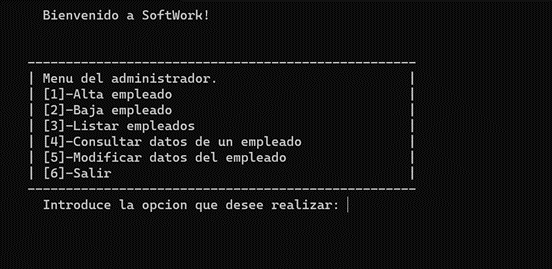 Bienvenido a SoftWork!
---------------------------------------------------
| Menu del administrador. |
| [1]-Alta empleado |
| [2]-Baja empleado |
| [3]-Listar empleados |
| [4]-Consultar datos de un empleado |
| [5]-Modificar datos del empleado |
| [6]-Salir |
---------------------------------------------------
Introduce la opcion que desee realizar: